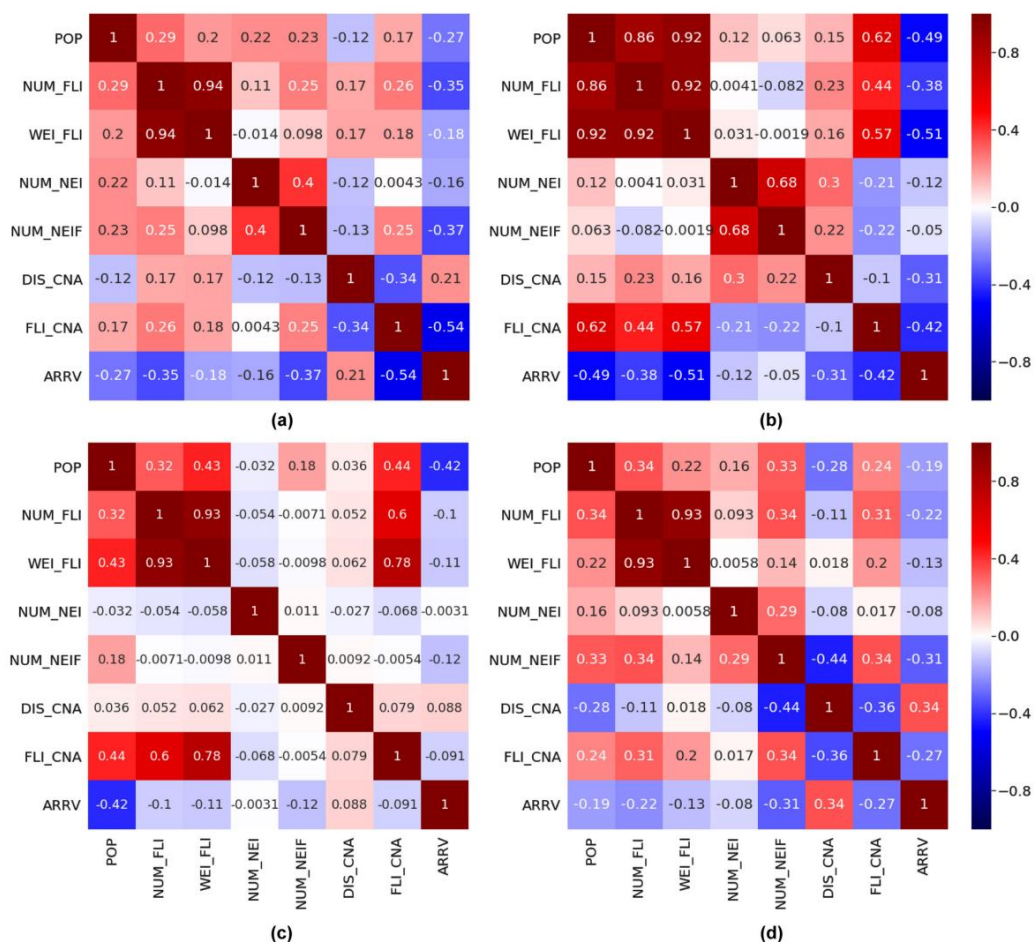 POP 1 0.29 0.2 0.22 0.23 -0.12 0.17 -0.27 1 0.86 0.92 0.12 0.063 0.15 0.62 -0.49 0.8
NUM_FLI 0.29 1 0.94 0.11 0.25 0.17 0.26 -0.35 0.86 1 0.92 0.0041 -0.082 0.23 0.44 -0.38
WEI_FLI 0.2 0.94 1 -0.014 0.098 0.17 0.18 -0.18 0.92 0.92 1 0.031 -0.0019 0.16 0.57 -0.51 0.4
NUM_NEI 0.22 0.11 -0.014 1 0.4 -0.12 0.0043 -0.16 0.12 0.0041 0.031 1 0.68 0.3 -0.21 -0.12 0.0
NUM_NEIF 0.23 0.25 0.098 0.4 1 -0.13 0.25 -0.37 0.063 -0.082 -0.0019 0.68 1 0.22 -0.22 -0.05
DIS_CNA -0.12 0.17 0.17 -0.12 -0.13 1 -0.34 0.21 0.15 0.23 0.16 0.3 0.22 1 -0.1 -0.31 -0.4
FLI_CNA 0.17 0.26 0.18 0.0043 0.25 -0.34 1 -0.54 0.62 0.44 0.57 -0.21 -0.22 -0.1 1 -0.42
ARRV -0.27 -0.35 -0.18 -0.16 -0.37 0.21 -0.54 1 -0.49 -0.38 -0.51 -0.12 -0.05 -0.31 -0.42 1 -0.8
(a) (b)
POP 1 0.32 0.43 -0.032 0.18 0.036 0.44 -0.42 1 0.34 0.22 0.16 0.33 -0.28 0.24 -0.19 0.8
NUM_FLI 0.32 1 0.93 -0.054 -0.0071 0.052 0.6 -0.1 0.34 1 0.93 0.093 0.34 -0.11 0.31 -0.22
WEI_FLI 0.43 0.93 1 -0.058 -0.0098 0.062 0.78 -0.11 0.22 0.93 1 0.0058 0.14 0.018 0.2 -0.13 0.4
NUM_NEI -0.032 -0.054 -0.058 1 0.011 -0.027 -0.068 -0.0031 0.16 0.093 0.0058 1 0.29 -0.08 0.017 -0.08 0.0
NUM_NEIF 0.18 -0.0071 -0.0098 0.011 1 0.0092 -0.0054 -0.12 0.33 0.34 0.14 0.29 1 -0.44 0.34 -0.31
DIS_CNA 0.036 0.052 0.062 -0.027 0.0092 1 0.079 0.088 -0.28 -0.11 0.018 -0.08 -0.44 1 -0.36 0.34 -0.4
FLI_CNA 0.44 0.6 0.78 -0.068 -0.0054 0.079 1 -0.091 0.24 0.31 0.2 0.017 0.34 -0.36 1 -0.27
ARRV -0.42 -0.1 -0.11 -0.0031 -0.12 0.088 -0.091 1 -0.19 -0.22 -0.13 -0.08 -0.31 0.34 -0.27 1 -0.8
POP NUM_FLI WEI_FLI NUM_NEI NUM_NEIF DIS_CNA FLI_CNA ARRV POP NUM_FLI WEI_FLI NUM_NEI NUM_NEIF DIS_CNA FLI_CNA ARRV
(c) (d)